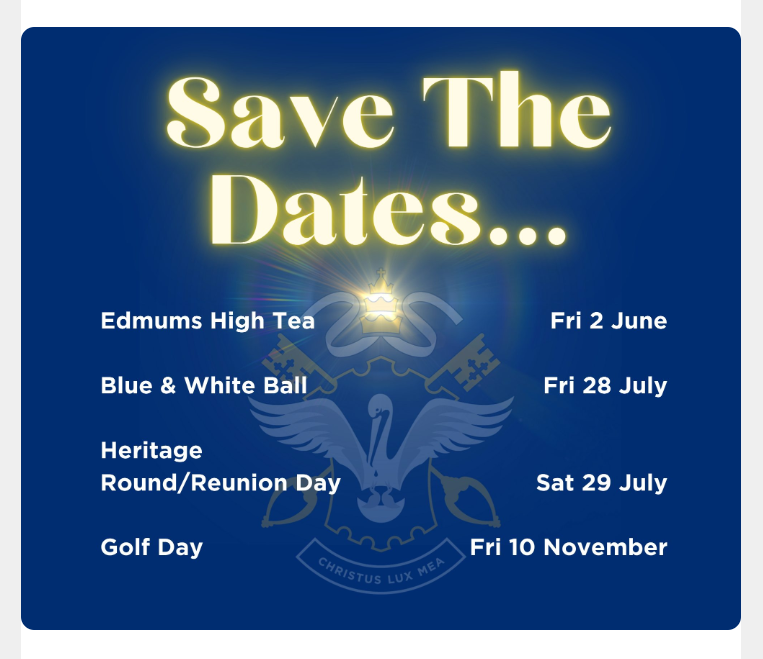 Save The
Dates...
Edmums High Tea Fri 2 June
Blue & White Ball Fri 28 July
Heritage
Round/Reunion Day Sat 29 July
Golf Day Fri 10 November
CHRISTUS LUX MEA